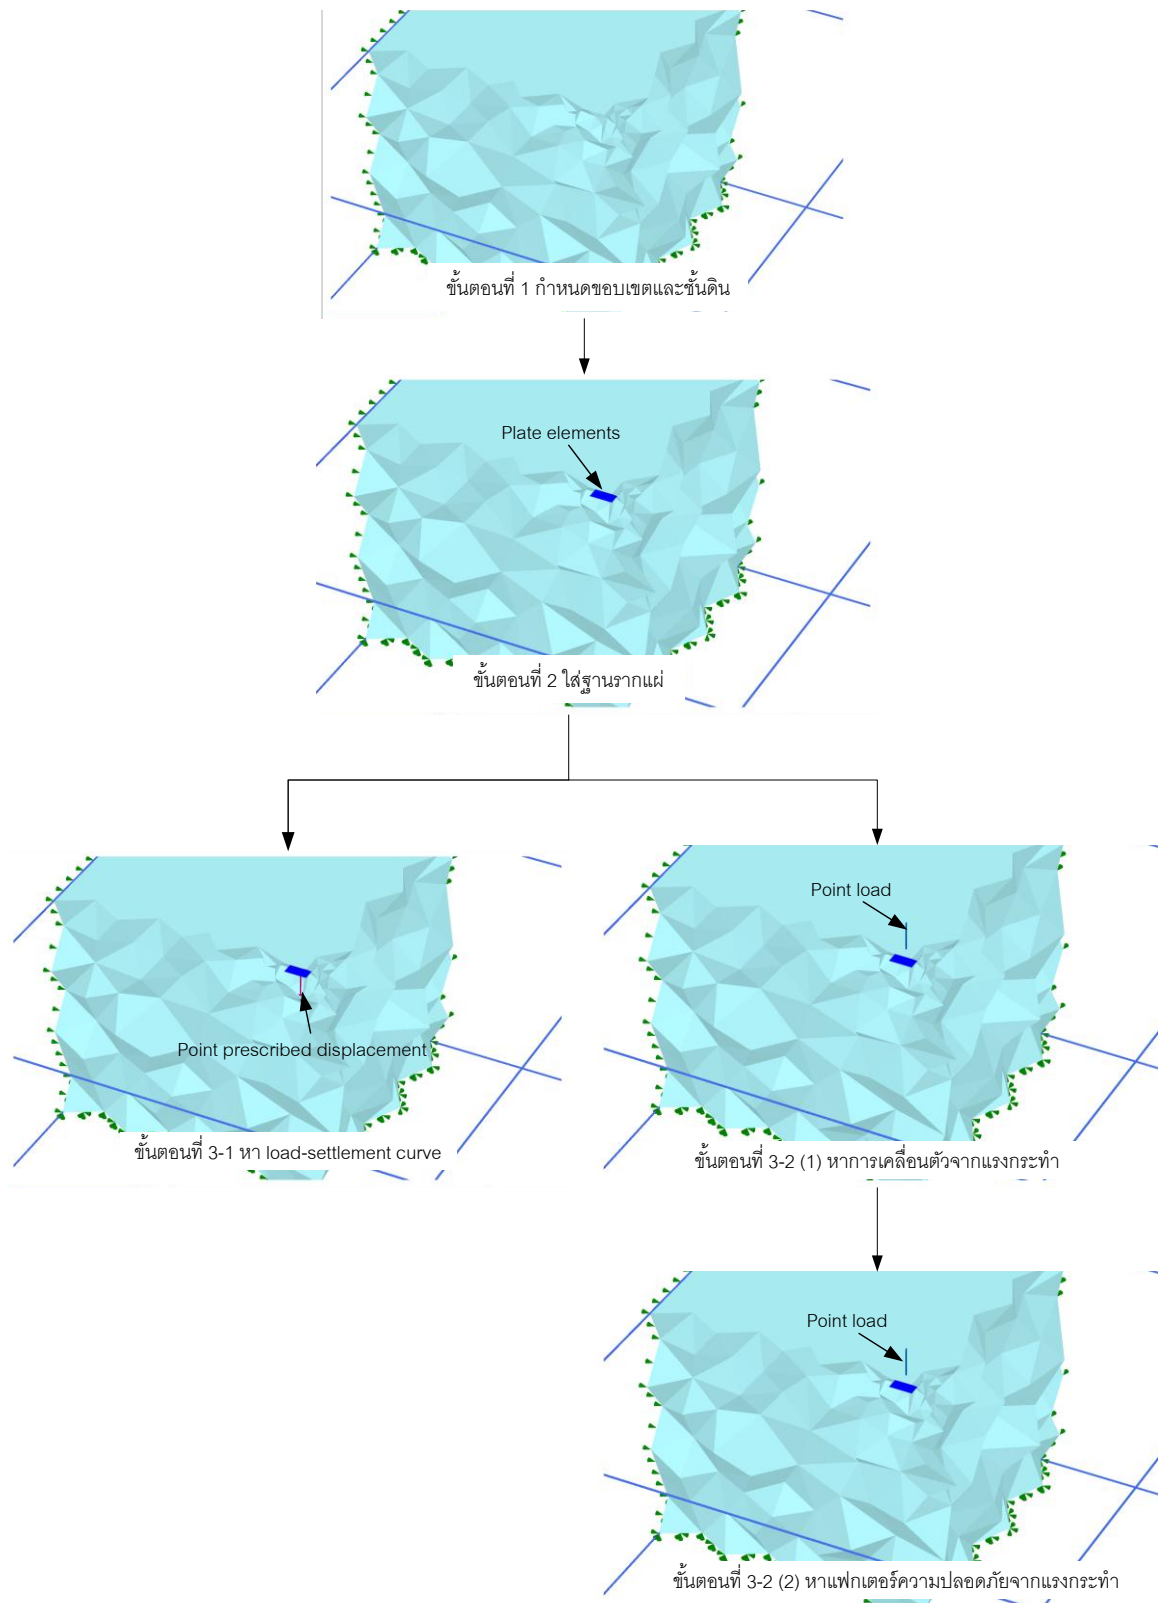 ขั้นตอนที่ 1 กำหนดขอบเขตและชั้นดิน
Plate elements
ขั้นตอนที่ 2 ใส่ฐานรากแผ่
Point prescribed displacement
ขั้นตอนที่ 3-1 หา load-settlement curve
Point load
ขั้นตอนที่ 3-2 (1) หาการเคลื่อนตัวจากแรงกระทำ
Point load
ขั้นตอนที่ 3-2 (2) หาแฟกเตอร์ความปลอดภัยจากแรงกระทำ